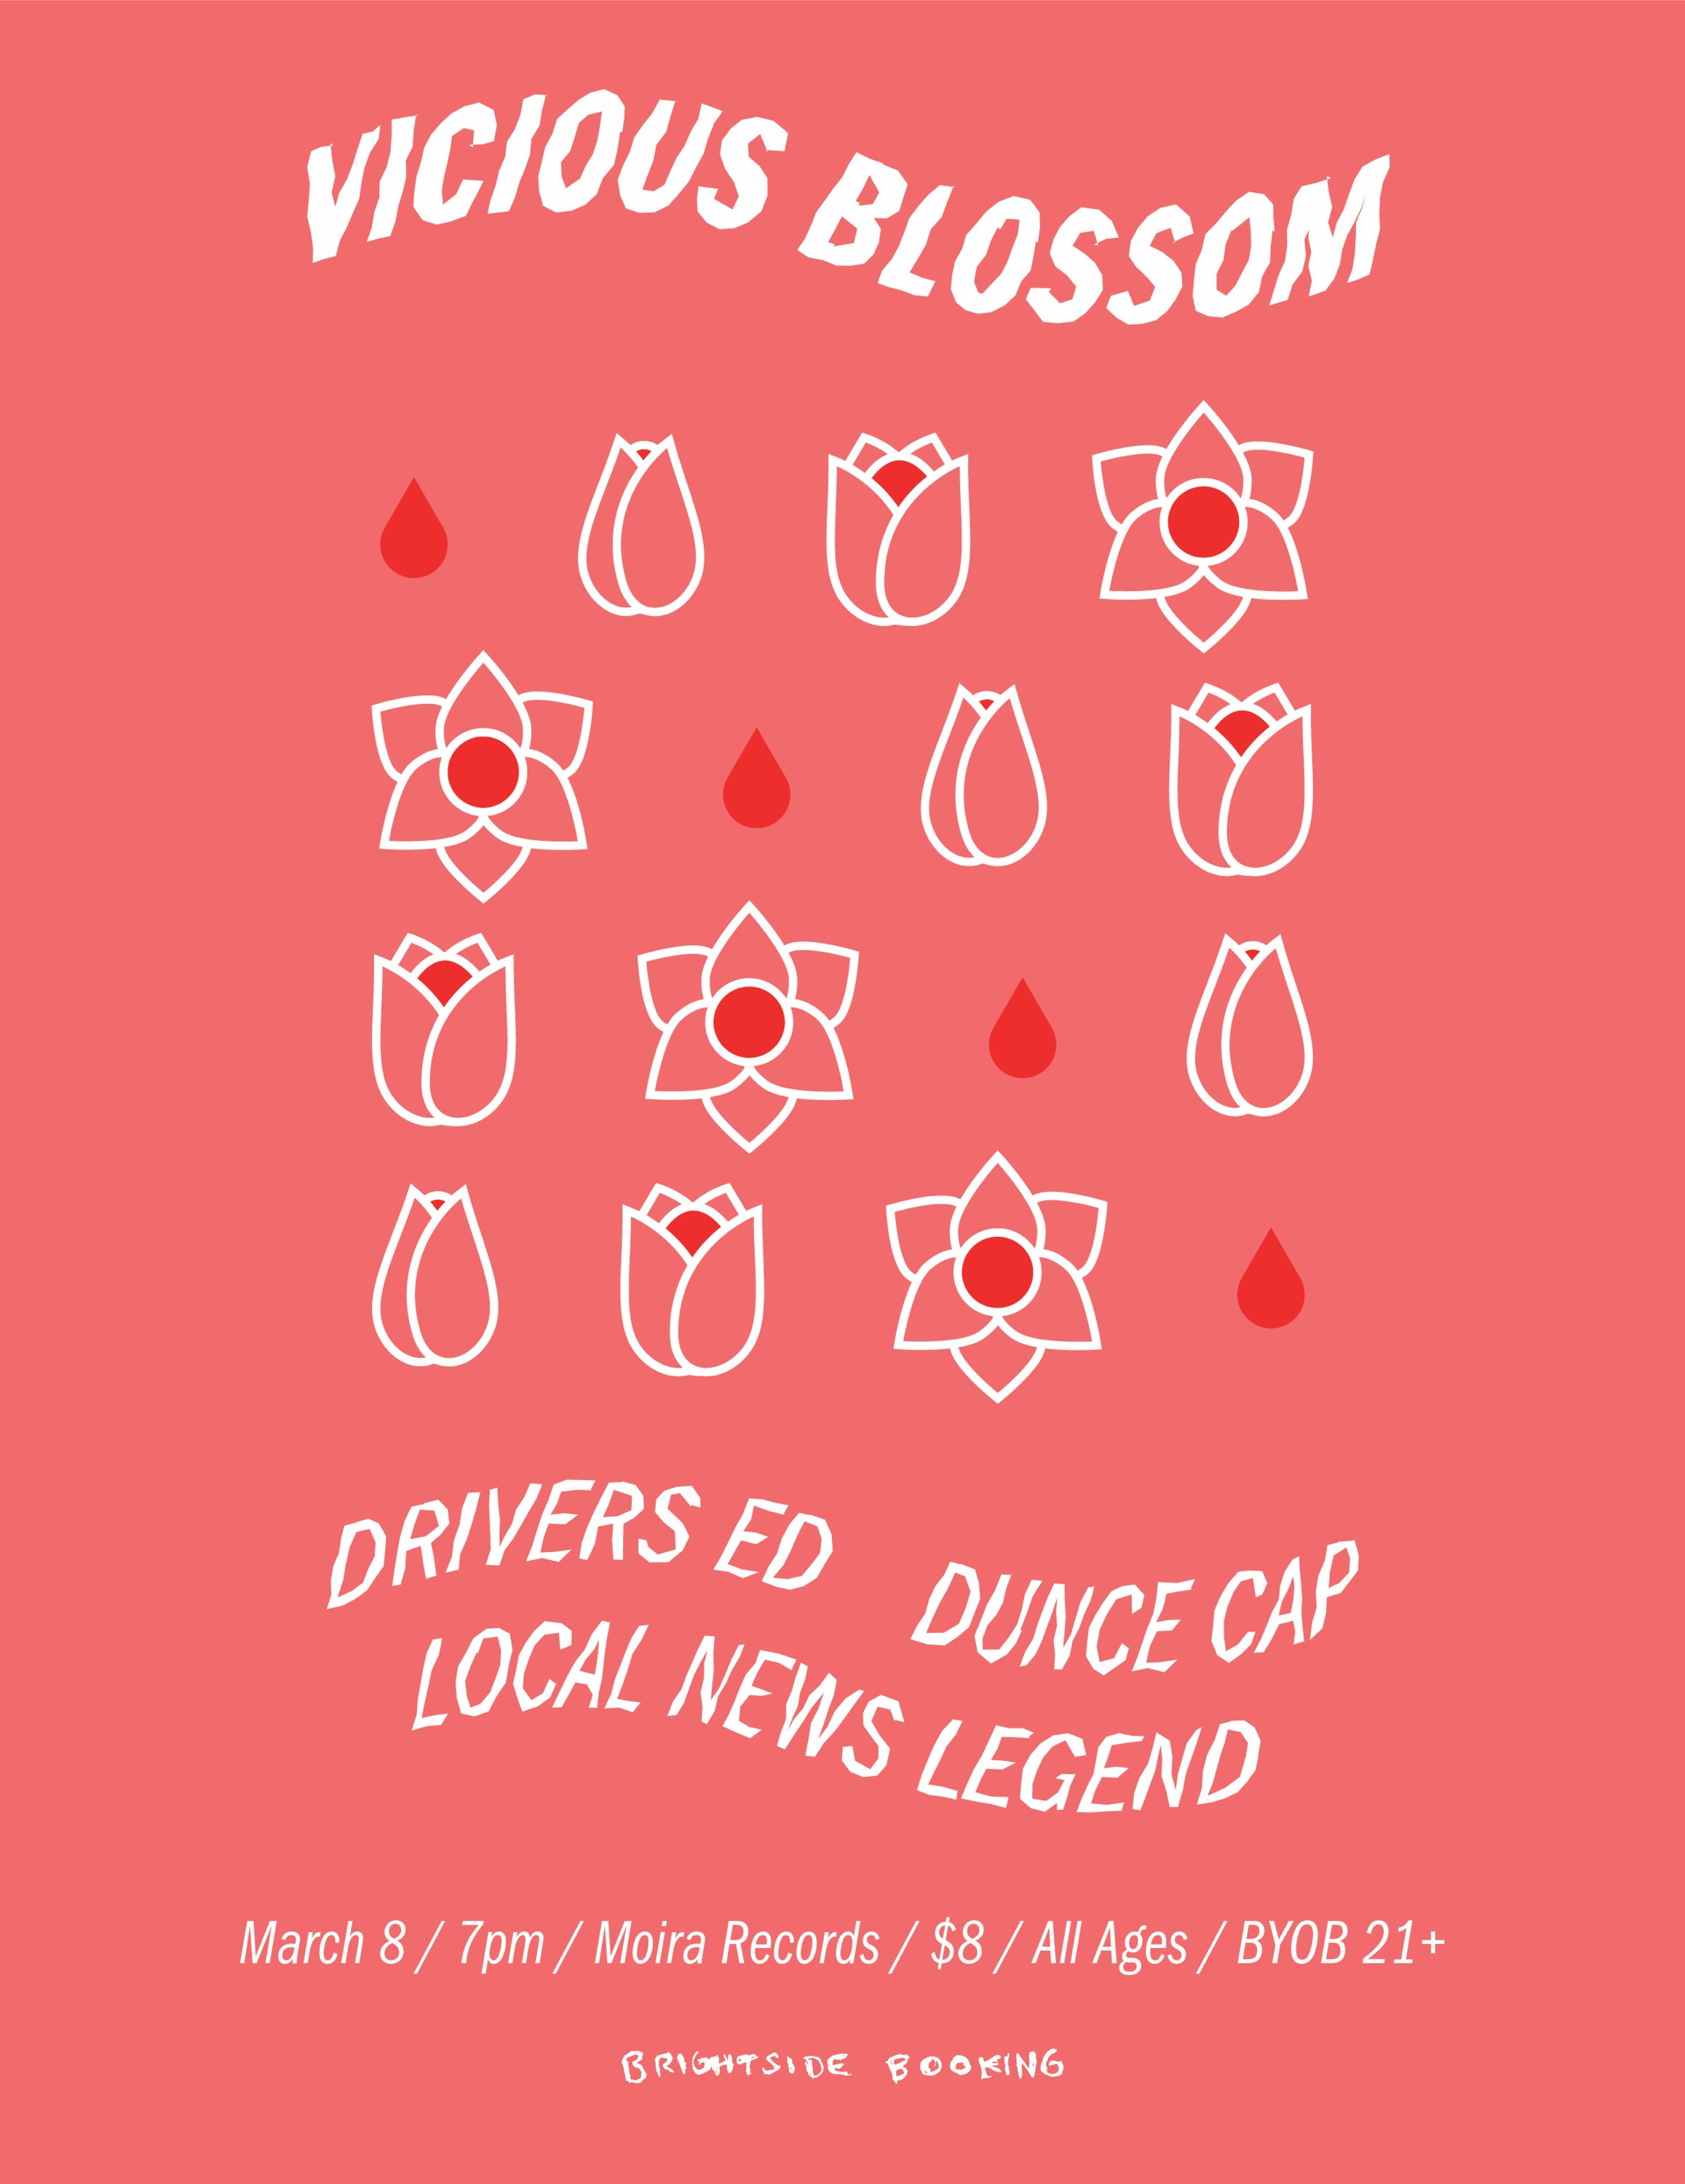 VICIOUS BLOSSOM
DRIVERS ED
DUNCE CAP
LOCAL NEWS LEGEND
March 8 / 7pm / Moira Records / $8 / All Ages / BYOB 21+
BRIGHTSIDE BOOKING